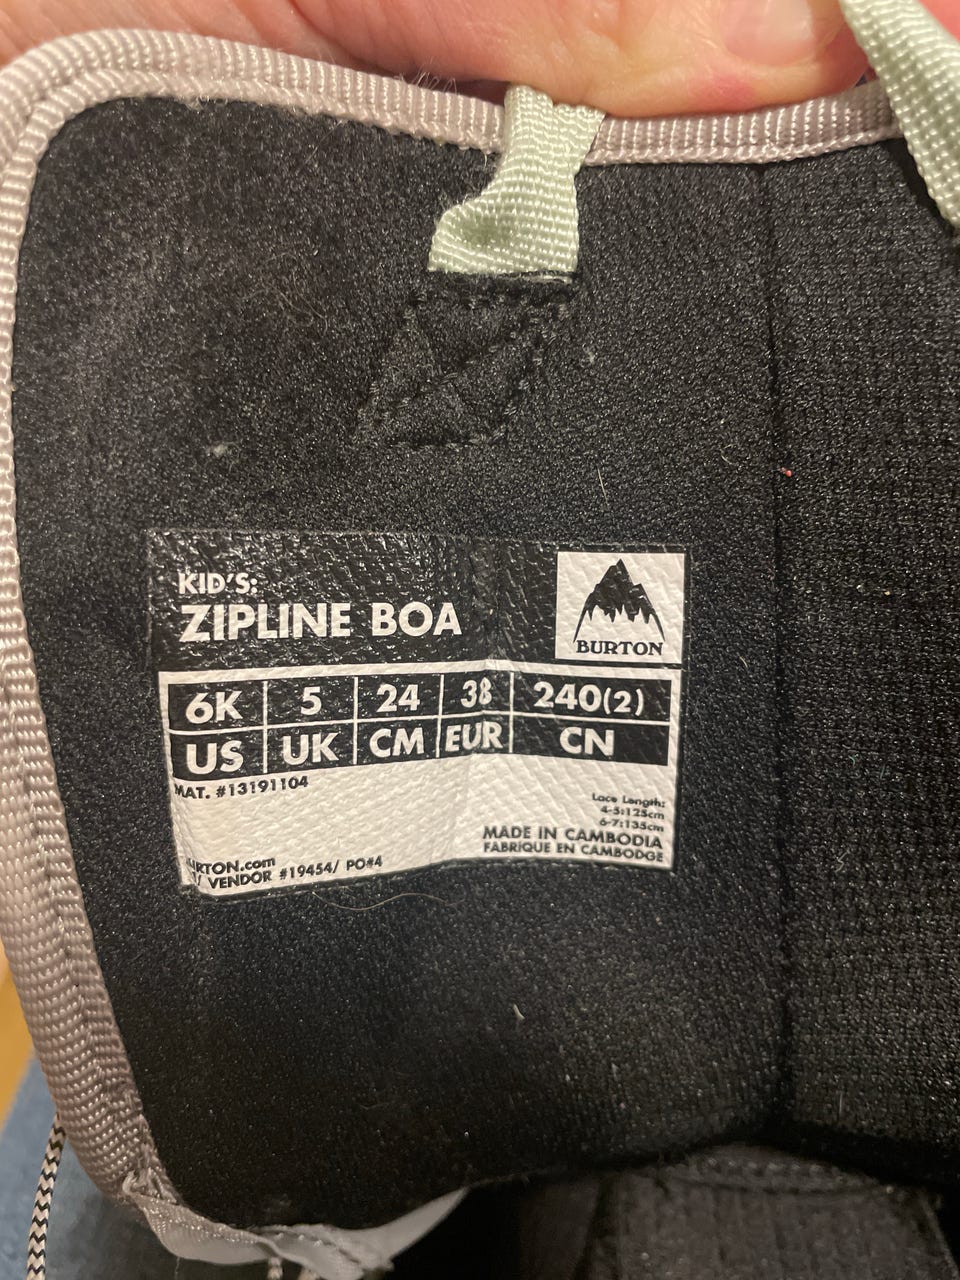 KID'S:
ZIPLINE BOA
BURTON
6K 5 24 38 240(2)
US UK CM EUR CN
MAT. #13191104
Lace Length:
4-5:125cm
6-7:135cm
MADE IN CAMBODIA
FABRIQUE EN CAMBODGE
URTON.com
/ VENDOR #19454/ PO#4